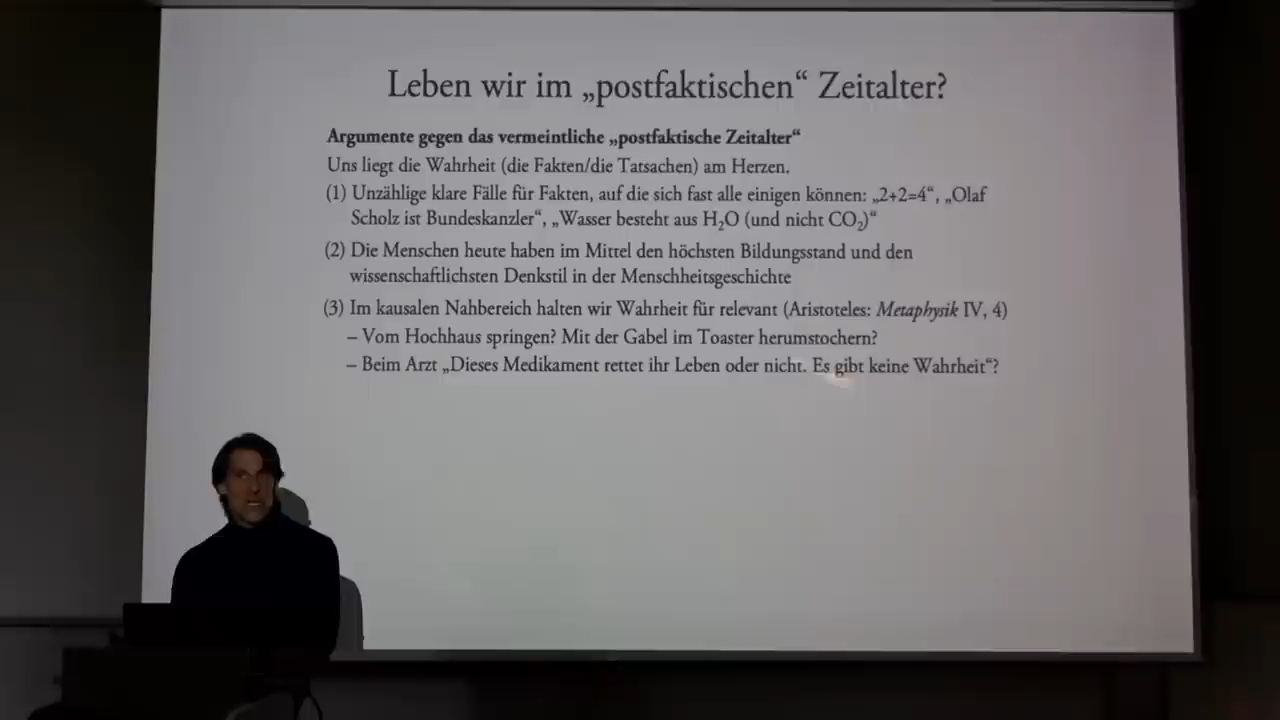 Leben wir im „postfaktischen“ Zeitalter?
Argumente gegen das vermeintliche „postfaktische Zeitalter“
Uns liegt die Wahrheit (die Fakten/die Tatsachen) am Herzen.
(1) Unzählige klare Fälle für Fakten, auf die sich fast alle einigen können: „2+2=4“, „Olaf
Scholz ist Bundeskanzler“, „Wasser besteht aus H₂O (und nicht CO₂)“
(2) Die Menschen heute haben im Mittel den höchsten Bildungsstand und den
wissenschaftlichsten Denkstil in der Menschheitsgeschichte
(3) Im kausalen Nahbereich halten wir Wahrheit für relevant (Aristoteles: Metaphysik IV, 4)
– Vom Hochhaus springen? Mit der Gabel im Toaster herumstochern?
– Beim Arzt „Dieses Medikament rettet ihr Leben oder nicht. Es gibt keine Wahrheit“?